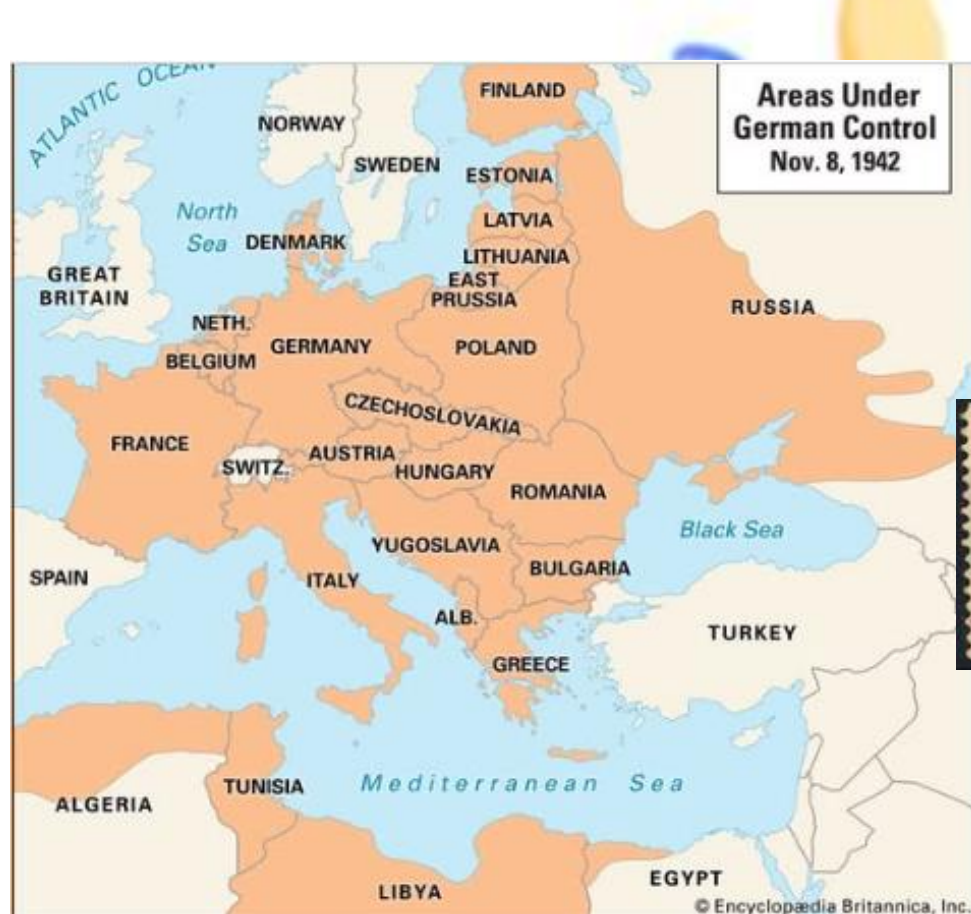 Areas Under
German Control
Nov. 8, 1942
ATLANTIC OCEAN
NORWAY
SWEDEN
FINLAND
ESTONIA
LATVIA
LITHUANIA
EAST
PRUSSIA
North
Sea
DENMARK
GREAT
BRITAIN
NETH.
BELGIUM
GERMANY
POLAND
RUSSIA
CZECHOSLOVAKIA
FRANCE
SWITZ.
AUSTRIA
HUNGARY
ROMANIA
Black Sea
YUGOSLAVIA
BULGARIA
SPAIN
ITALY
ALB.
GREECE
TURKEY
Mediterranean Sea
TUNISIA
ALGERIA
LIBYA
EGYPT
© Encyclopædia Britannica, Inc.